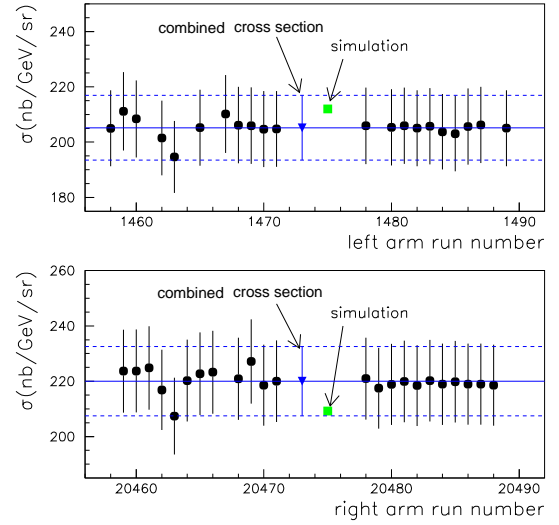 combined cross section
simulation
σ(nb/GeV/sr)
240
220
200
180
1460
1470
1480
1490
left arm run number
combined cross section
simulation
σ(nb/GeV/sr)
260
240
220
200
20460
20470
20480
20490
right arm run number